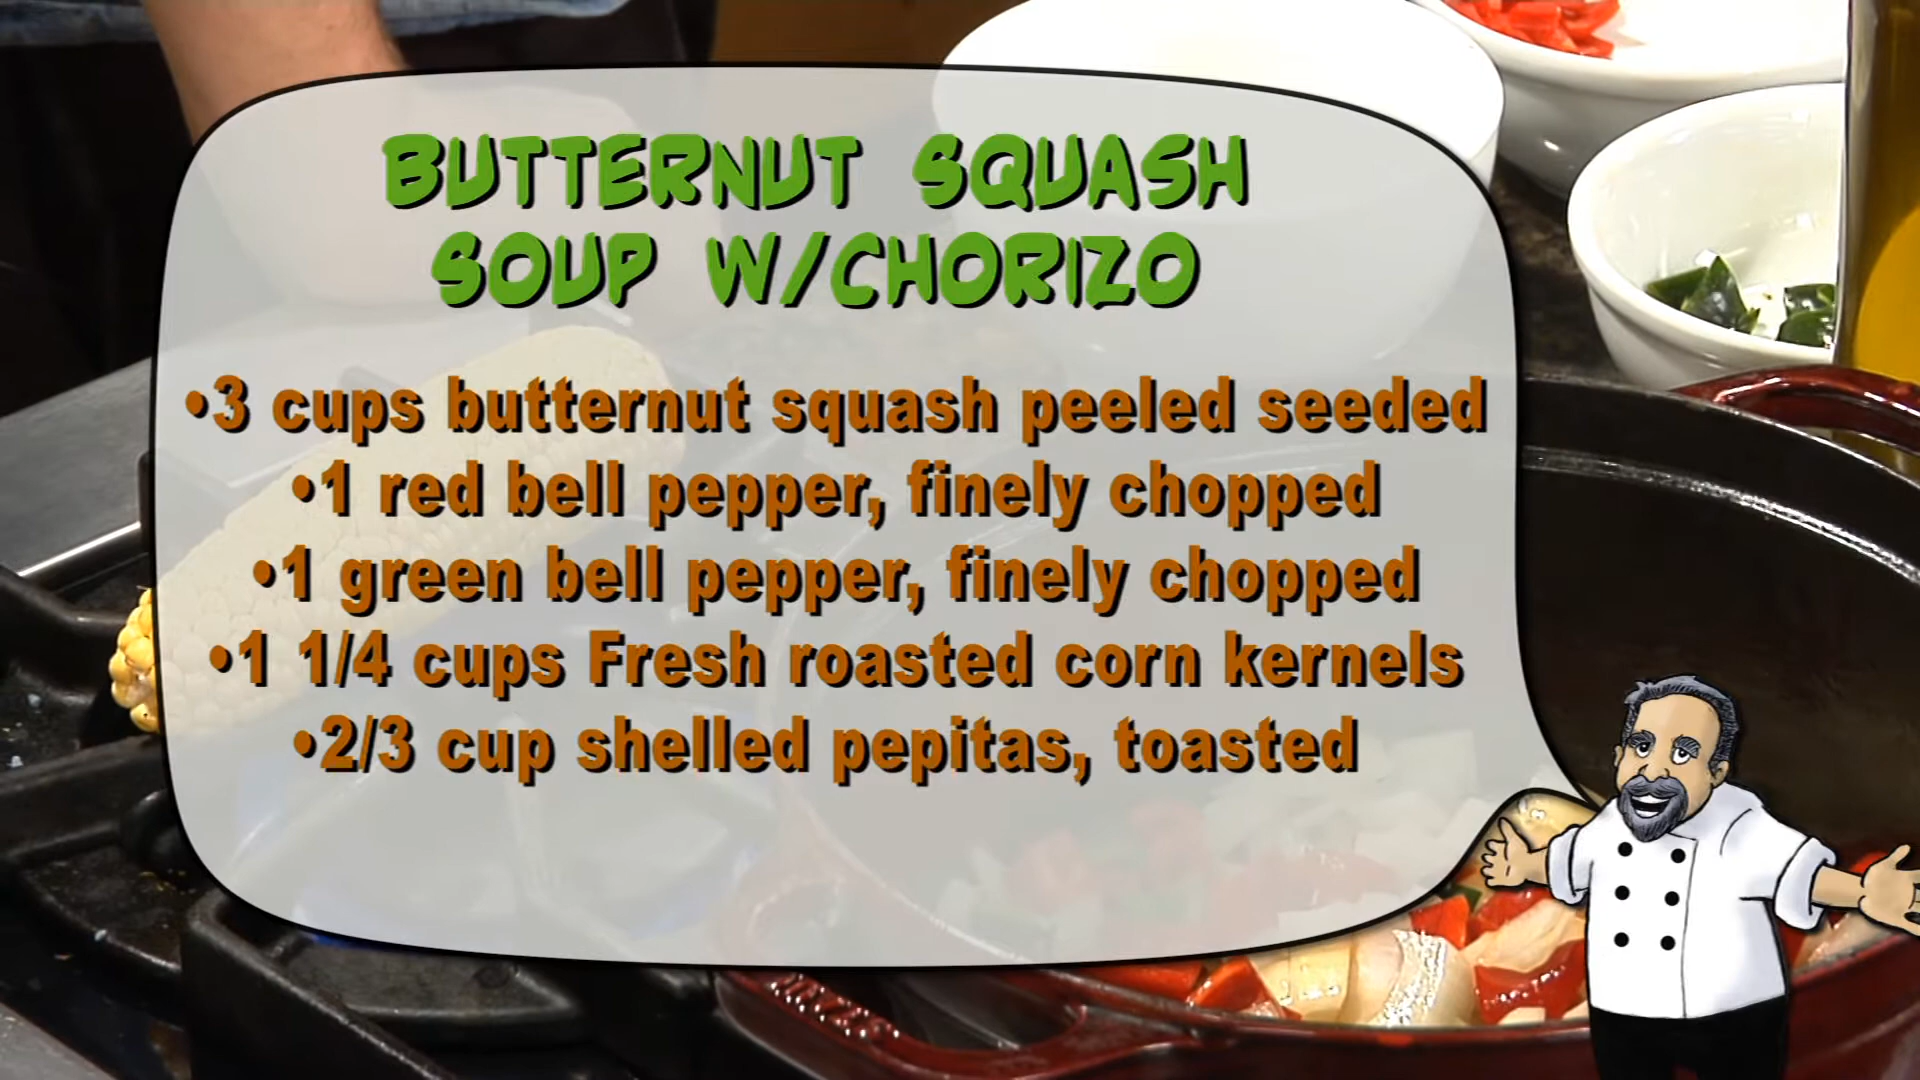 BUTTERNUT SQUASH
SOUP W/CHORIZO
•3 cups butternut squash peeled seeded
•1 red bell pepper, finely chopped
•1 green bell pepper, finely chopped
•1 1/4 cups Fresh roasted corn kernels
•2/3 cup shelled pepitas, toasted